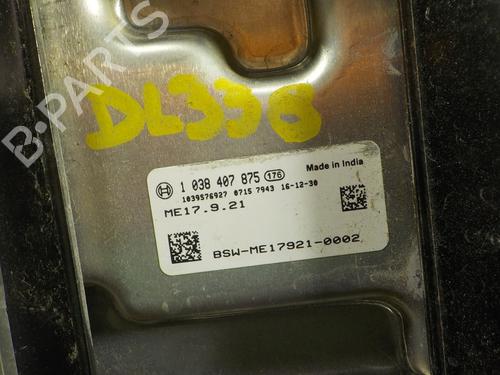 B-PARTS
DL338
1 038 407 875 176 Made in India
1039S76927 0715 7943 16-12-30
ME17.9.21
BSW-ME17921-0002